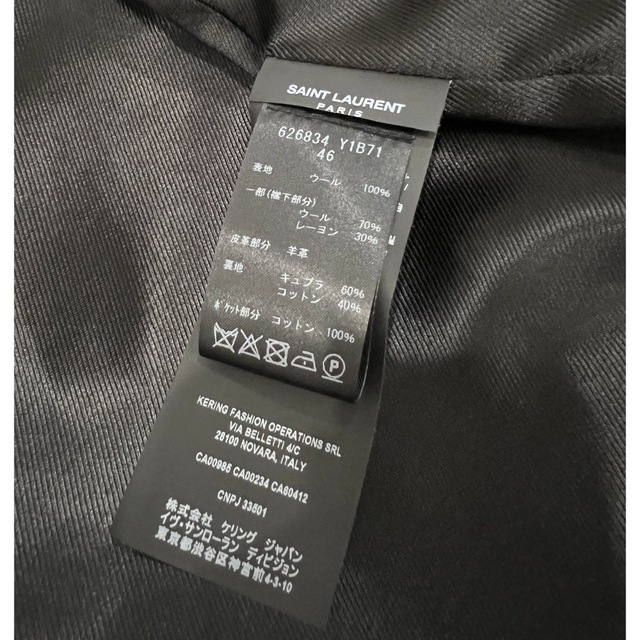 SAINT LAURENT
PARIS
626834 Y1B71
46
表地 ウール 100%
一部(襟下部分)
ウール 70%
レーヨン 30%
皮革部分 羊革
裏地 キュプラ 60%
コットン 40%
ﾎﾟｹｯﾄ部分 コットン 100%
P
KERING FASHION OPERATIONS SRL
VIA BELLETTI 4/C
28100 NOVARA, ITALY
CA00985 CA00234 CA80412
CNPJ 33801
株式会社 ケリング ジャパン
イヴ・サンローラン ディビジョン
東京都渋谷区神宮前4-3-10